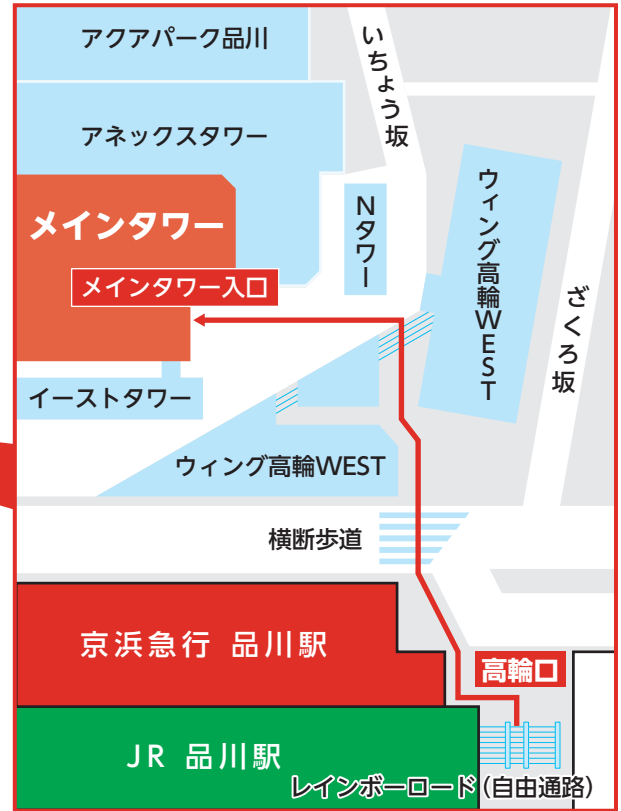 アクアパーク品川
いちょう坂
アネックスタワー
ウィング高輪WEST
Nタワー
メインタワー
メインタワー入口
ざくろ坂
イーストタワー
ウィング高輪WEST
横断歩道
京浜急行 品川駅
高輪口
JR 品川駅
レインボーロード(自由通路)